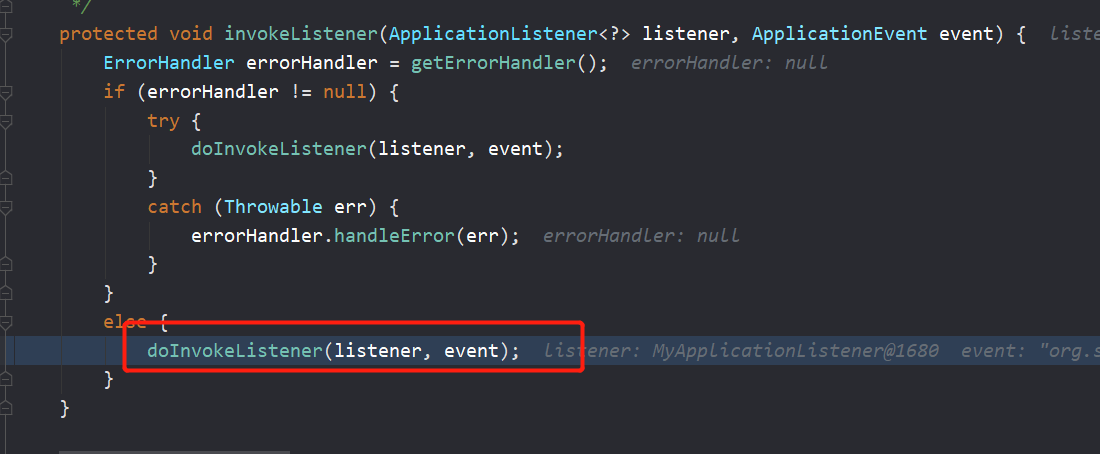 */
protected void invokeListener(ApplicationListener<?> listener, ApplicationEvent event) { liste
ErrorHandler errorHandler = getErrorHandler(); errorHandler: null
if (errorHandler != null) {
try {
doInvokeListener(listener, event);
}
catch (Throwable err) {
errorHandler.handleError(err); errorHandler: null
}
}
else {
doInvokeListener(listener, event); listener: MyApplicationListener@1680 event: "org.s
}
}